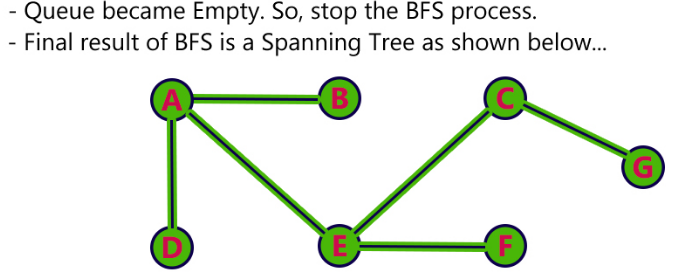 - Queue became Empty. So, stop the BFS process.
- Final result of BFS is a Spanning Tree as shown below...
A B C
G
D E F